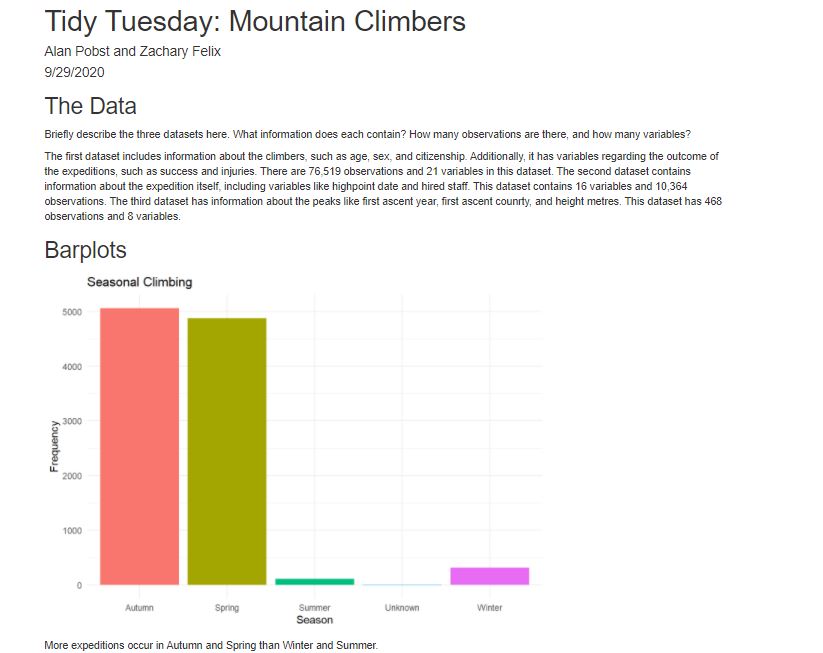 Tidy Tuesday: Mountain Climbers
Alan Pobst and Zachary Felix
9/29/2020
The Data
Briefly describe the three datasets here. What information does each contain? How many observations are there, and how many variables?
The first dataset includes information about the climbers, such as age, sex, and citizenship. Additionally, it has variables regarding the outcome of
the expeditions, such as success and injuries. There are 76,519 observations and 21 variables in this dataset. The second dataset contains
information about the expedition itself, including variables like highpoint date and hired staff. This dataset contains 16 variables and 10,364
observations. The third dataset has information about the peaks like first ascent year, first ascent counrty, and height metres. This dataset has 468
observations and 8 variables.
Barplots
Seasonal Climbing
5000
4000
3000
2000
1000
0
Frequency
Autumn Spring Summer Unknown Winter
Season
More expeditions occur in Autumn and Spring than Winter and Summer.